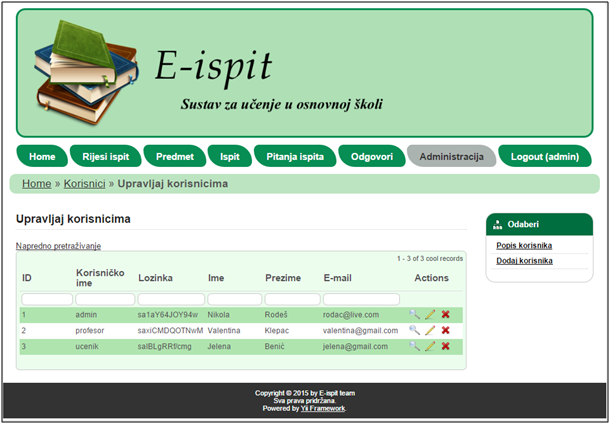 E-ispit
Sustav za učenje u osnovnoj školi
Home Rijesi ispit Predmet Ispit Pitanja ispita Odgovori Administracija Logout (admin)
Home » Korisnici » Upravljaj korisnicima
Upravljaj korisnicima
Napredno pretraživanje
1 - 3 of 3 cool records
ID Korisničko ime Lozinka Ime Prezime E-mail Actions
1 admin sa1aY64JOY94w Nikola Rodeš rodac@live.com
2 profesor saxiCMDQOTNwM Valentina Klepac valentina@gmail.com
3 ucenik Jelena Benić jelena@gmail.com
Odaberi
Popis korisnika
Dodaj korisnika
Copyright © 2015 by E-ispit team
Sva prava pridržana.
Powered by Yii Framework.